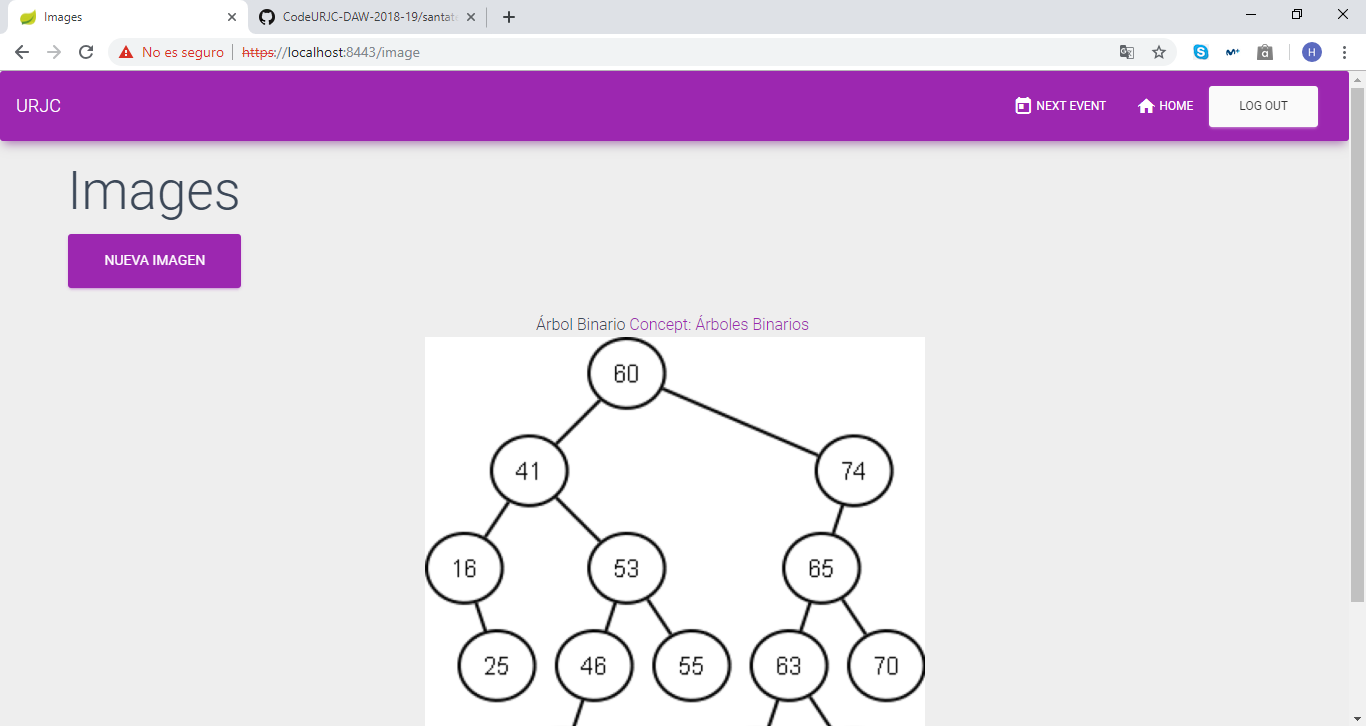 Images
CodeURJC-DAW-2018-19/santat
No es seguro https://localhost:8443/image
H
URJC
NEXT EVENT
HOME
LOG OUT
Images
NUEVA IMAGEN
Árbol Binario Concept: Árboles Binarios
60
41 74
16 53 65
25 46 55 63 70